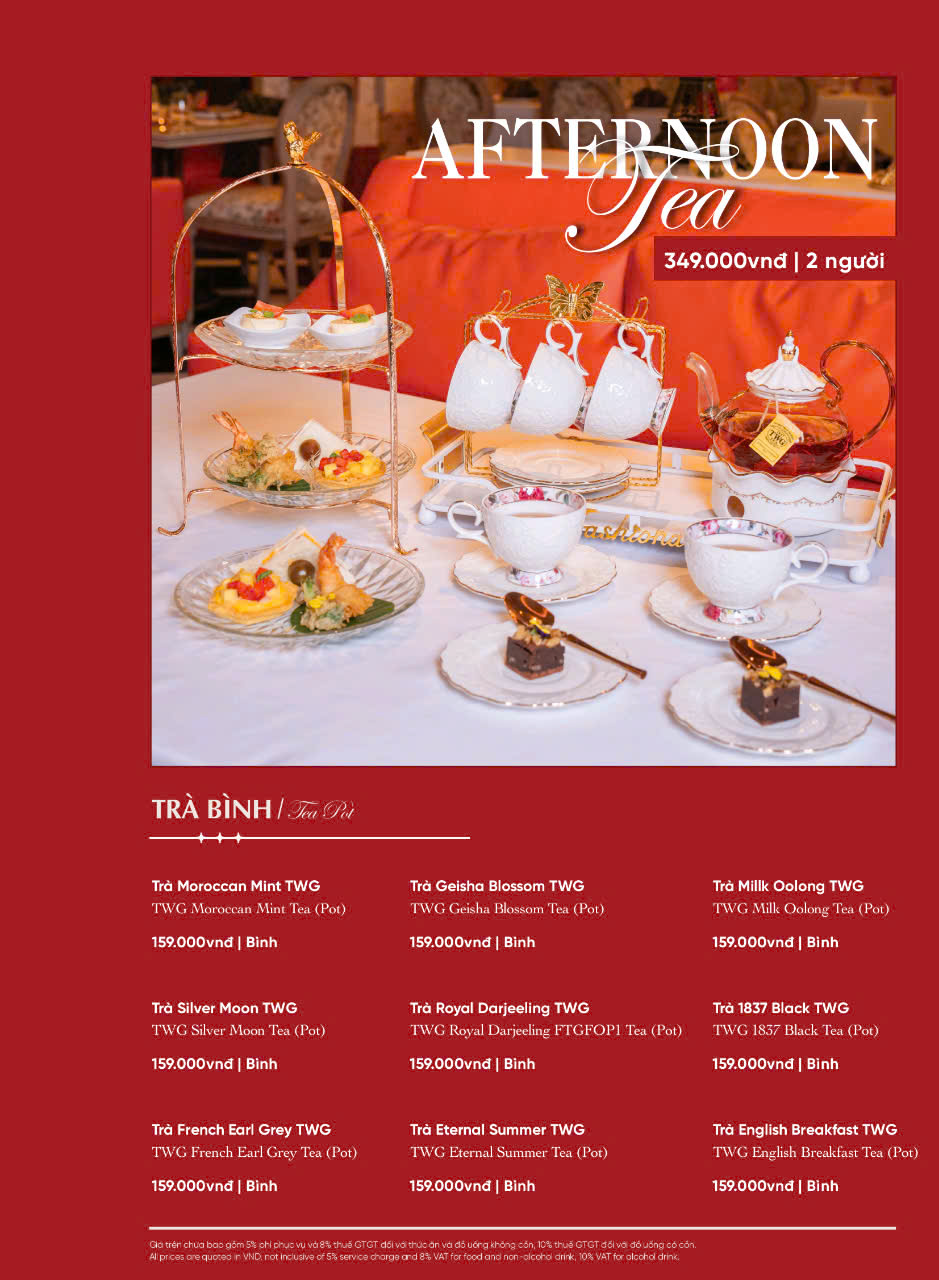 AFTERNOON
Tea
349.000vnđ | 2 người
TWG
ashiona
TRÀ BÌNH / Tea Pot
Trà Moroccan Mint TWG
TWG Moroccan Mint Tea (Pot)
159.000vnđ | Bình
Trà Geisha Blossom TWG
TWG Geisha Blossom Tea (Pot)
159.000vnđ | Bình
Trà Millk Oolong TWG
TWG Milk Oolong Tea (Pot)
159.000vnđ | Bình
Trà Silver Moon TWG
TWG Silver Moon Tea (Pot)
159.000vnđ | Bình
Trà Royal Darjeeling TWG
TWG Royal Darjeeling FTGFOP1 Tea (Pot)
159.000vnđ | Bình
Trà 1837 Black TWG
TWG 1837 Black Tea (Pot)
159.000vnđ | Bình
Trà French Earl Grey TWG
TWG French Earl Grey Tea (Pot)
159.000vnđ | Bình
Trà Eternal Summer TWG
TWG Eternal Summer Tea (Pot)
159.000vnđ | Bình
Trà English Breakfast TWG
TWG English Breakfast Tea (Pot)
159.000vnđ | Bình
Giá trên chưa bao gồm 5% phí phục vụ và 8% thuế GTGT đối với thức ăn và đồ uống không cồn, 10% thuế GTGT đối với đồ uống có cồn.
All prices are quoted in VND, not inclusive of 5% service charge and 8% VAT for food and non-alcohol drink, 10% VAT for alcohol drink.